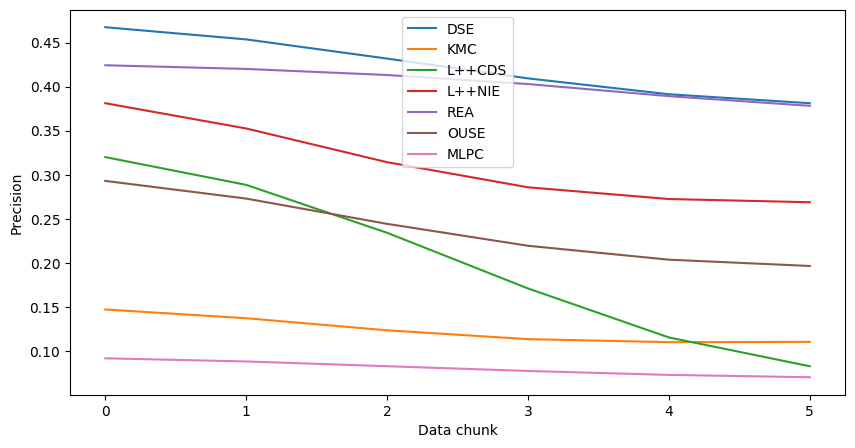 0.45
0.40
0.35
0.30
0.25
0.20
0.15
0.10
Precision
DSE
KMC
L++CDS
L++NIE
REA
OUSE
MLPC
0 1 2 3 4 5
Data chunk